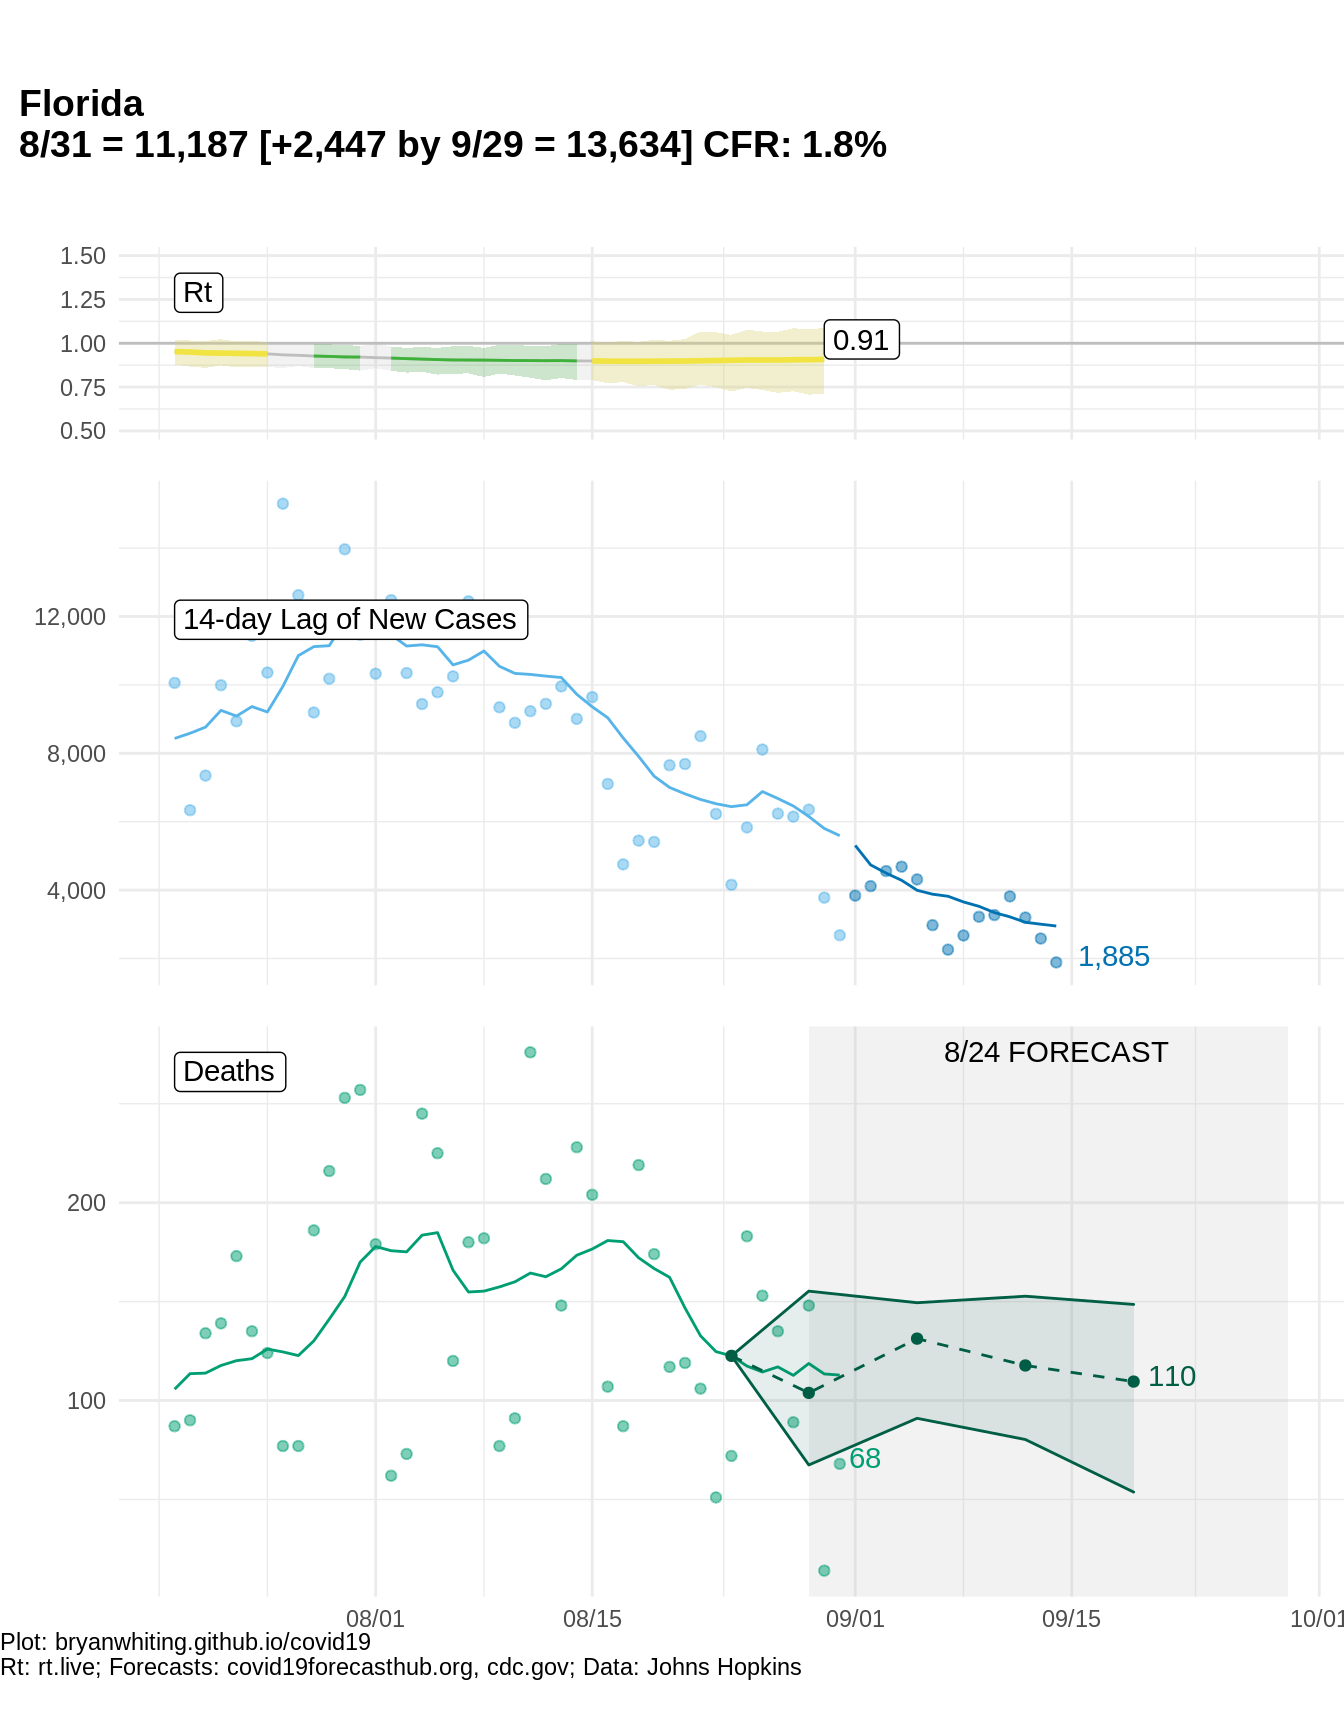 Florida
8/31 = 11,187 [+2,447 by 9/29 = 13,634] CFR: 1.8%
1.50
Rt
1.25
1.00
0.91
0.75
0.50
12,000
14-day Lag of New Cases
8,000
4,000
1,885
8/24 FORECAST
Deaths
200
110
100
68
08/01 08/15 09/01 09/15 10/01
Plot: bryanwhiting.github.io/covid19
Rt: rt.live; Forecasts: covid19forecasthub.org, cdc.gov; Data: Johns Hopkins